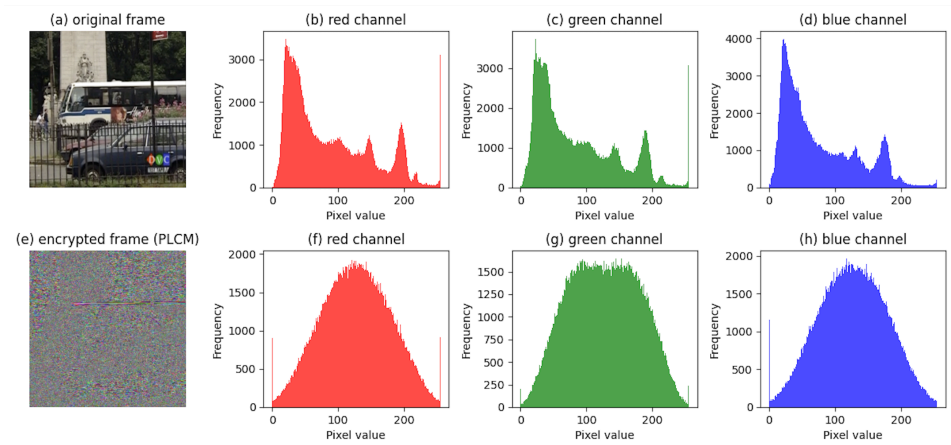 (a) original frame
(b) red channel
(c) green channel
(d) blue channel
Frequency
3000
2000
1000
0
0
100
200
Pixel value
Frequency
3000
2000
1000
0
0
100
200
Pixel value
Frequency
4000
3000
2000
1000
0
0
100
200
Pixel value
OVC
(e) encrypted frame (PLCM)
(f) red channel
(g) green channel
(h) blue channel
Frequency
2000
1500
1000
500
0
0
100
200
Pixel value
Frequency
1500
1250
1000
750
500
250
0
0
100
200
Pixel value
Frequency
2000
1500
1000
500
0
0
100
200
Pixel value